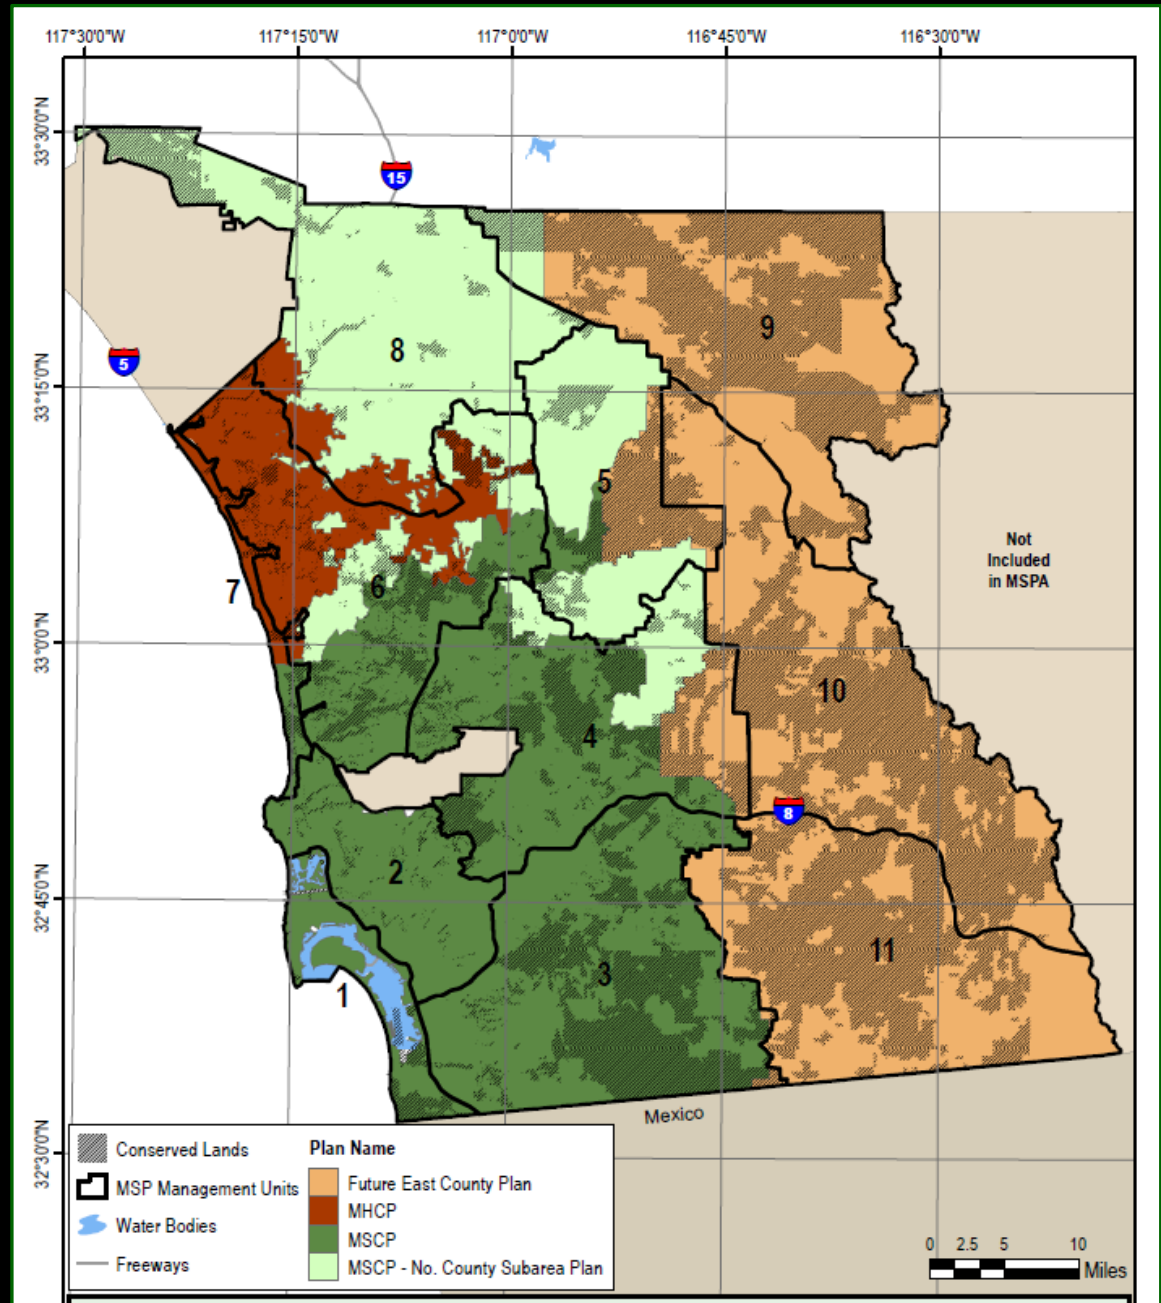 117°30'0"W 117°15'0"W 117°0'0"W 116°45'0"W 116°30'0"W
33°30'0"N
15
9
8
5
33°15'0"N
5
Not
Included
in MSPA
7
6
33°0'0"N
10
4
8
2
32°45'0"N
11
3
1
Mexico
32°30'0"N
Conserved Lands
MSP Management Units
Water Bodies
Freeways
Plan Name
Future East County Plan
MHCP
MSCP
MSCP - No. County Subarea Plan
0 2.5 5 10
Miles